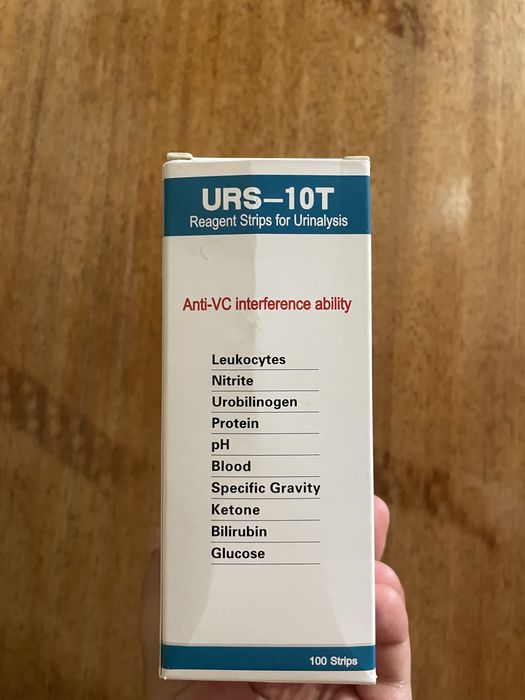 URS-10T
Reagent Strips for Urinalysis
Anti-VC interference ability
Leukocytes
Nitrite
Urobilinogen
Protein
pH
Blood
Specific Gravity
Ketone
Bilirubin
Glucose
100 Strips